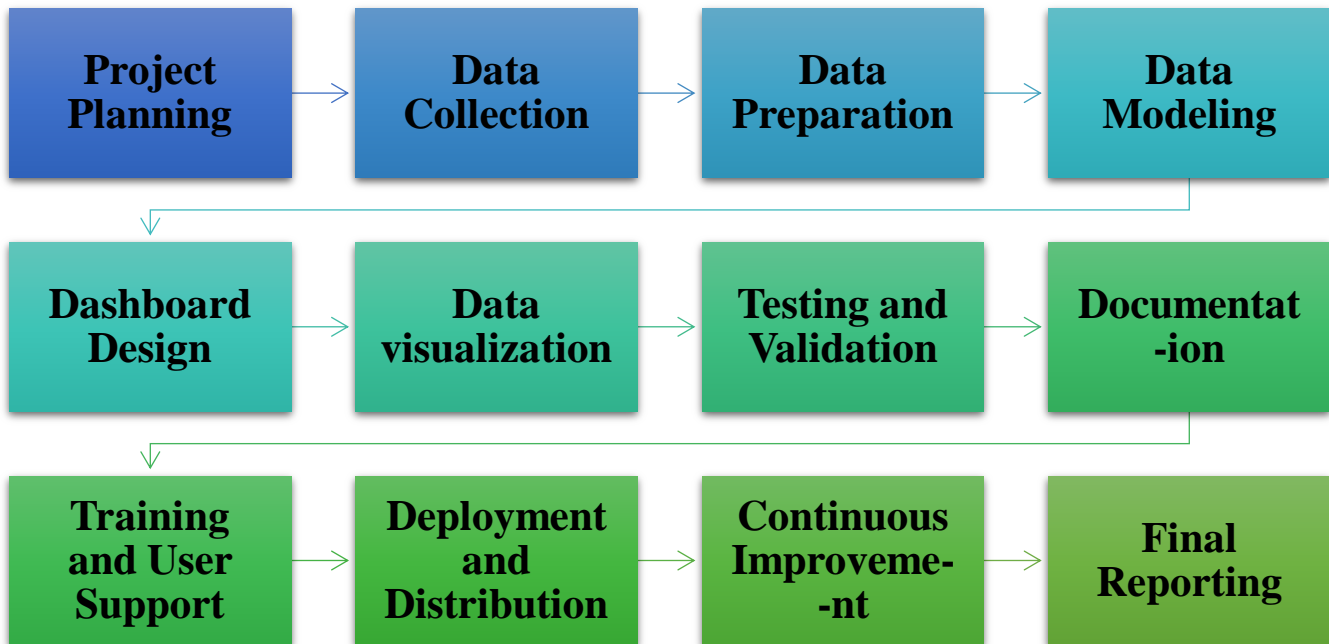 Project
Planning
Data
Collection
Data
Preparation
Data
Modeling
Dashboard
Design
Data
visualization
Testing and
Validation
Documentat
-ion
Training
and User
Support
Deployment
and
Distribution
Continuous
Improveme-
-nt
Final
Reporting